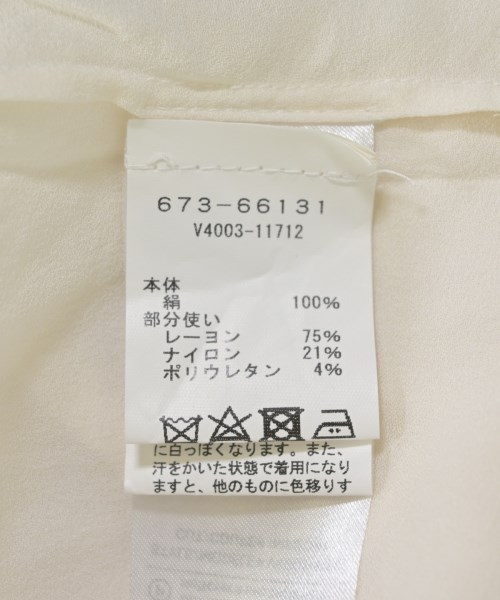 673-66131
V4003-11712
本体
絹 100%
部分使い
レーヨン 75%
ナイロン 21%
ポリウレタン 4%
に白っぽくなります。また、
汗をかいた状態で着用になり
ますと、他のものに色移りす